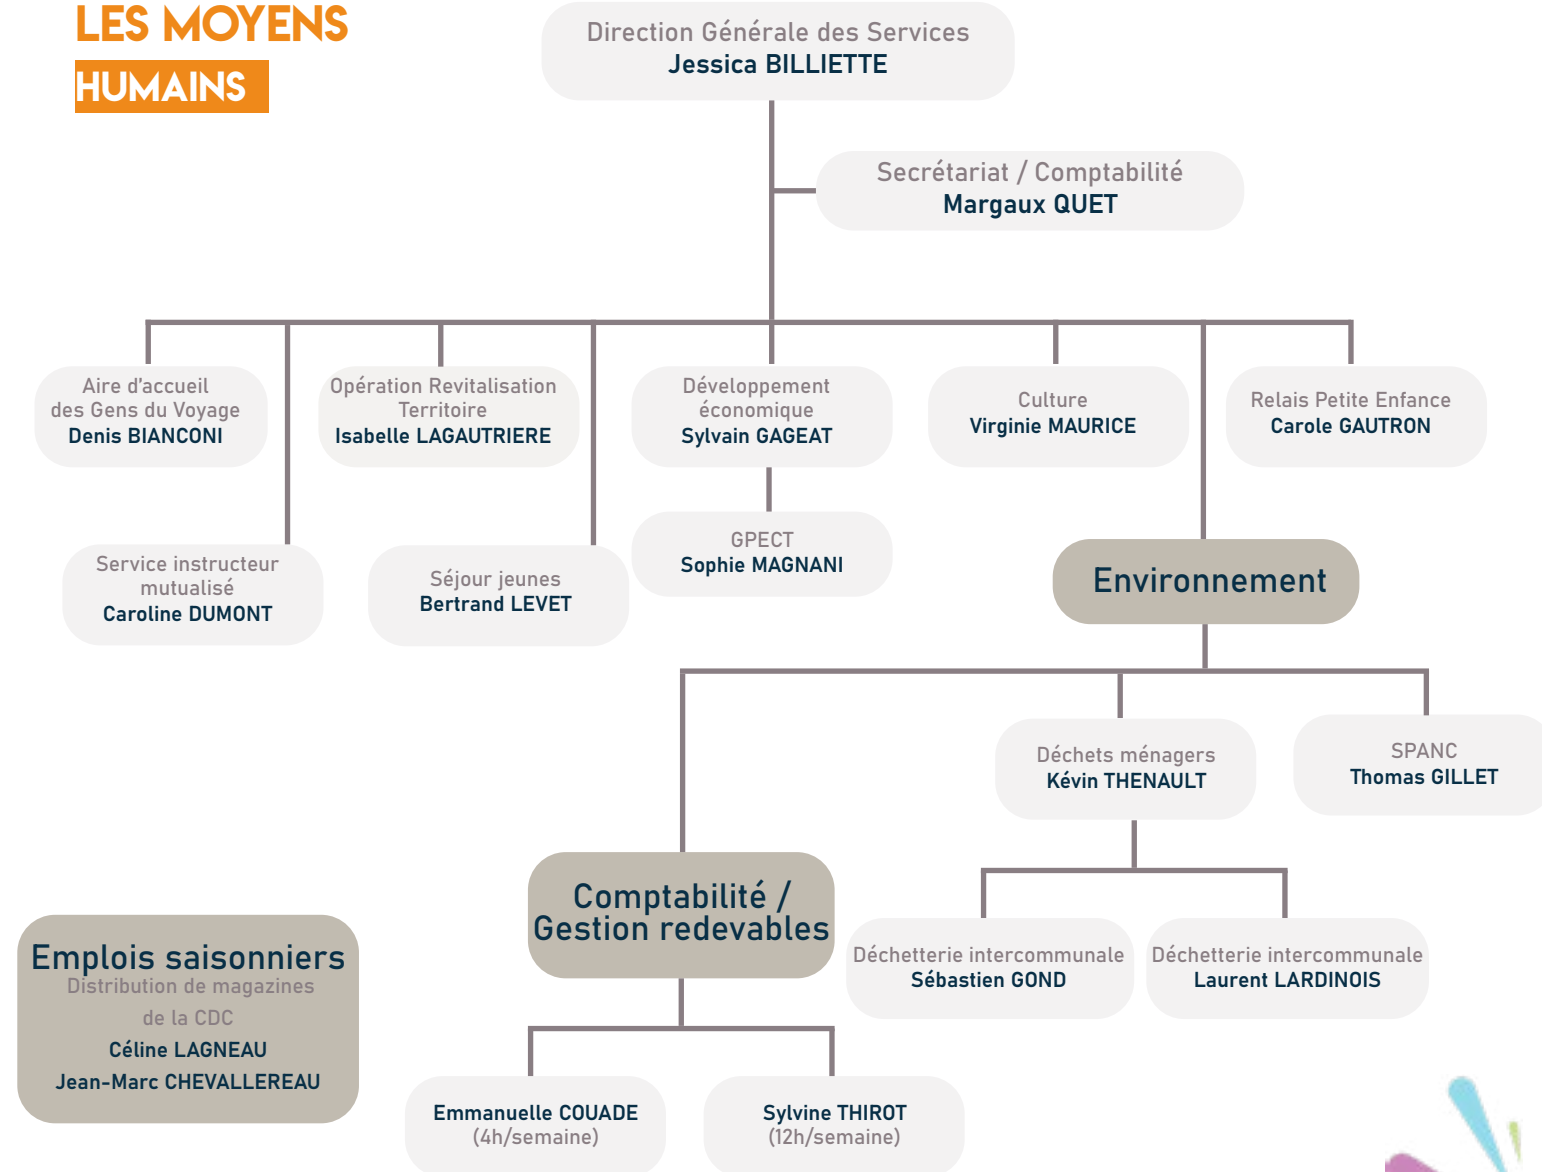 LES MOYENS
HUMAINS
Direction Générale des Services
Jessica BILLIETTE
Secrétariat / Comptabilité
Margaux QUET
Aire d'accueil
des Gens du Voyage
Denis BIANCONI
Opération Revitalisation
Territoire
Isabelle LAGAUTRIERE
Développement
économique
Sylvain GAGEAT
Culture
Virginie MAURICE
Relais Petite Enfance
Carole GAUTRON
Service instructeur
mutualisé
Caroline DUMONT
Séjour jeunes
Bertrand LEVET
GPECT
Sophie MAGNANI
Environnement
Déchets ménagers
Kévin THENAULT
SPANC
Thomas GILLET
Comptabilité /
Gestion redevables
Déchetterie intercommunale
Sébastien GOND
Déchetterie intercommunale
Laurent LARDINOIS
Emplois saisonniers
Distribution de magazines
de la CDC
Céline LAGNEAU
Jean-Marc CHEVALLEREAU
Emmanuelle COUADE
(4h/semaine)
Sylvine THIROT
(12h/semaine)